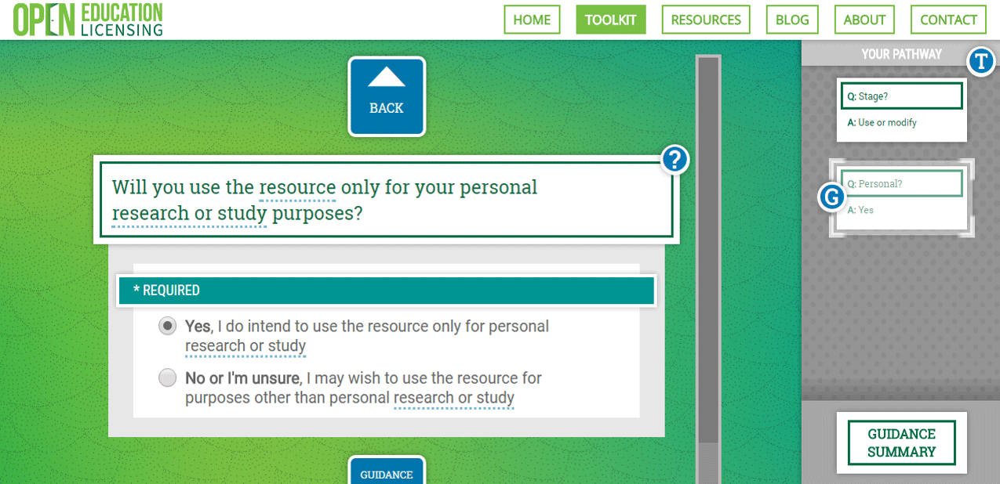 OPEN EDUCATION
LICENSING
HOME
TOOLKIT
RESOURCES
BLOG
ABOUT
CONTACT
BACK
?
Will you use the resource only for your personal
research or study purposes?
* REQUIRED
Yes, I do intend to use the resource only for personal
research or study
No or I'm unsure, I may wish to use the resource for
purposes other than personal research or study
GUIDANCE
YOUR PATHWAY
T
Q: Stage?
A: Use or modify
G
Q: Personal?
A: Yes
GUIDANCE
SUMMARY